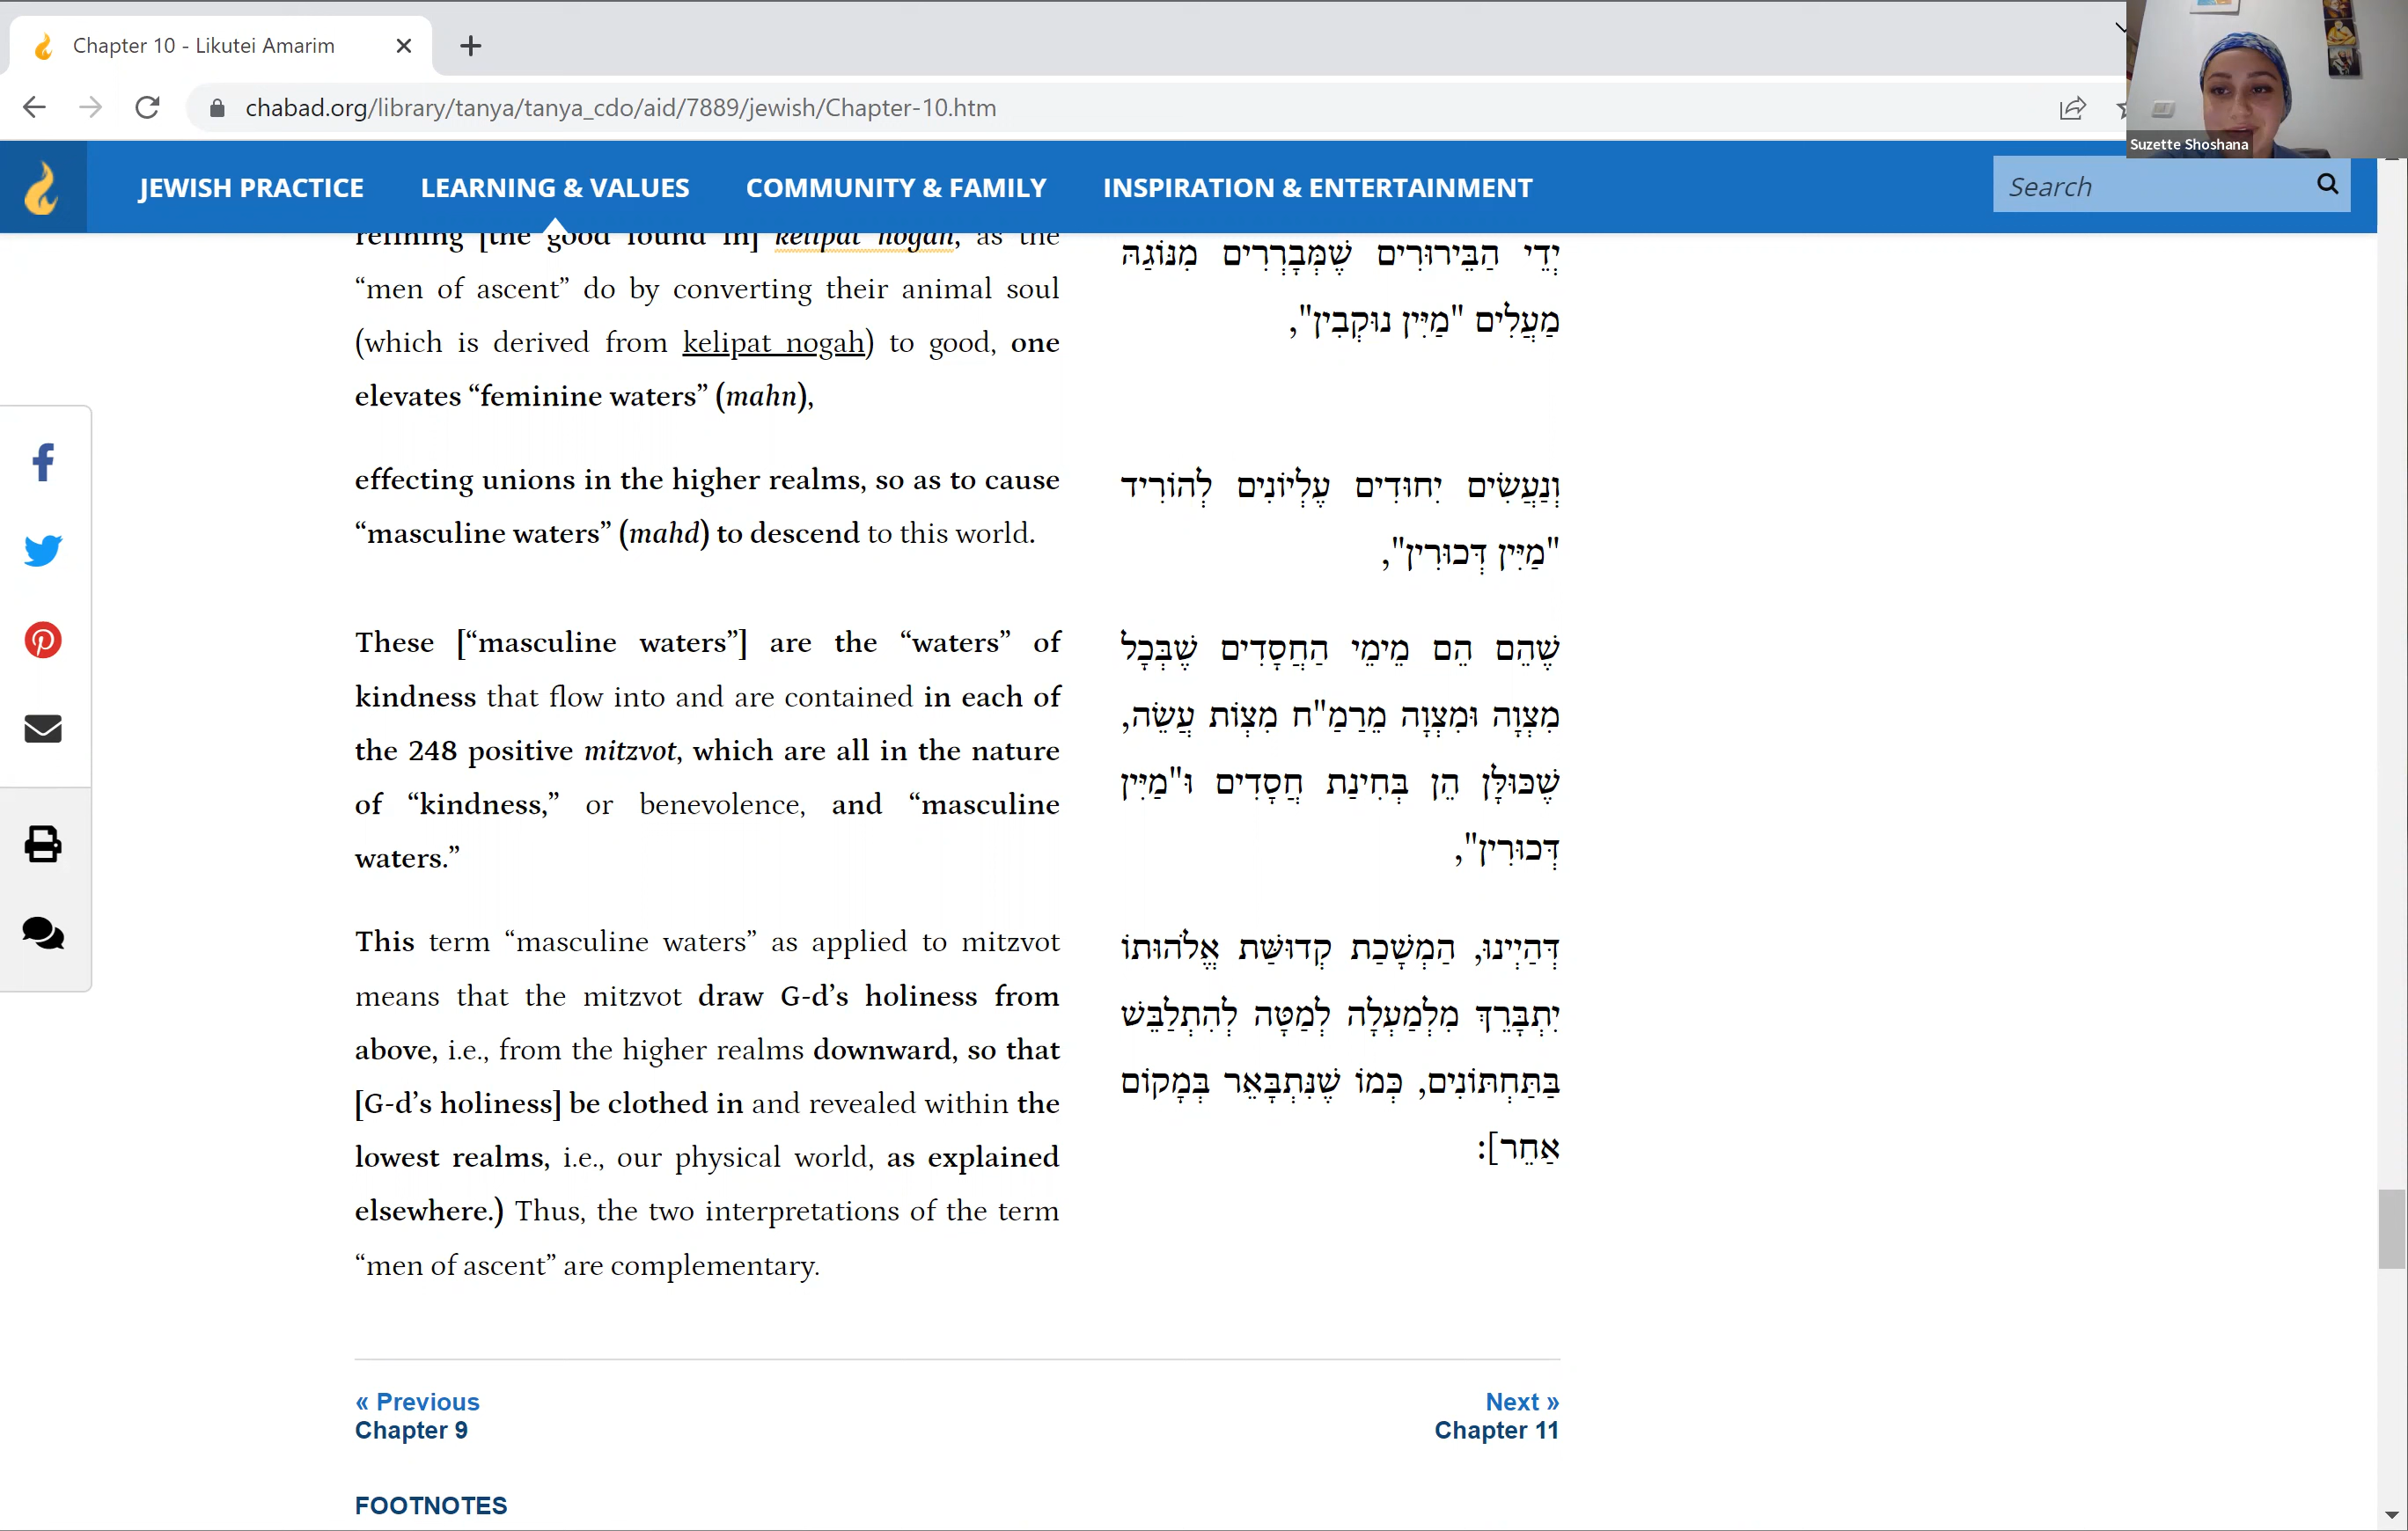 Chapter 10 - Likutei Amarim
chabad.org/library/tanya/tanya_cdo/aid/7889/jewish/Chapter-10.htm
Suzette Shoshana
JEWISH PRACTICE LEARNING & VALUES COMMUNITY & FAMILY INSPIRATION & ENTERTAINMENT
Search
refining [the good found in] kelipat nogah, as the
“men of ascent” do by converting their animal soul
(which is derived from kelipat nogah) to good, one
elevates “feminine waters” (mahn),
יְדֵי הַבֵּירוּרִים שֶׁמְּבָרְרִים מִנּוֹגַהּ
מַעֲלִים "מַיִּין נוּקְבִין",
effecting unions in the higher realms, so as to cause
“masculine waters” (mahd) to descend to this world.
וְנַעֲשִׂים יִחוּדִים עֶלְיוֹנִים לְהוֹרִיד
"מַיִּין דְּכוּרִין",
These [“masculine waters”] are the “waters” of
kindness that flow into and are contained in each of
the 248 positive mitzvot, which are all in the nature
of “kindness,” or benevolence, and “masculine
waters.”
שֶׁהֵם הֵם מֵימֵי הַחֲסָדִים שֶׁבְּכָל
מִצְוָה וּמִצְוָה מֵרַמַ"ח מִצְוֹת עֲשֵׂה,
שֶׁכּוּלָּן הֵן בְּחִינַת חֲסָדִים וּ"מַיִּין
דְּכוּרִין",
This term “masculine waters” as applied to mitzvot
means that the mitzvot draw G-d’s holiness from
above, i.e., from the higher realms downward, so that
[G-d’s holiness] be clothed in and revealed within the
lowest realms, i.e., our physical world, as explained
elsewhere.) Thus, the two interpretations of the term
“men of ascent” are complementary.
דְּהַיְינוּ, הַמְשָׁכַת קְדוּשַּׁת אֱלֹהוּתוֹ
יִתְבָּרֵךְ מִלְמַעְלָה לְמַטָּה לְהִתְלַבֵּשׁ
בַּתַּחְתּוֹנִים, כְּמוֹ שֶׁנִּתְבָּאֵר בְּמָקוֹם
אַחֵר]:
« Previous
Chapter 9
Next »
Chapter 11
FOOTNOTES